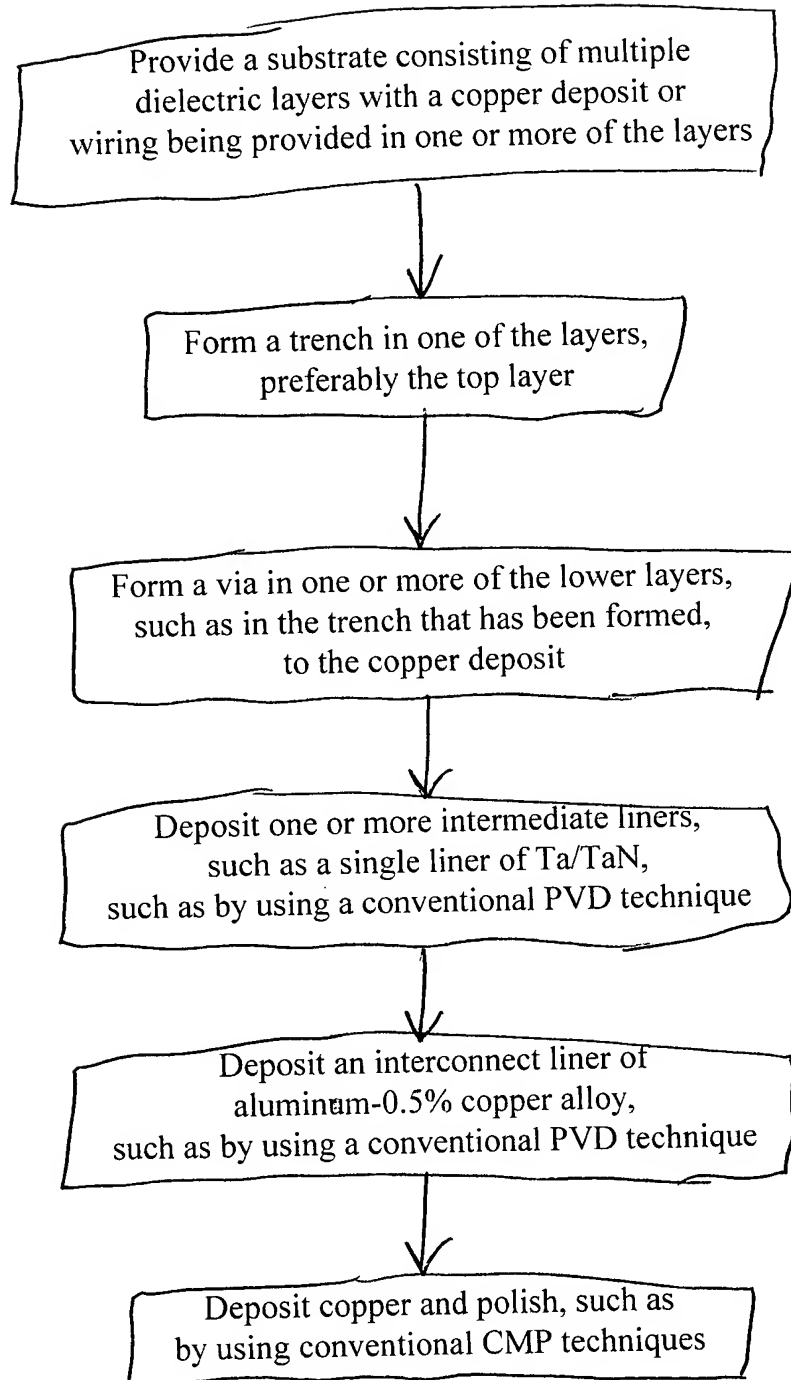 Provide a substrate consisting of multiple
dielectric layers with a copper deposit or
wiring being provided in one or more of the layers
Form a trench in one of the layers,
preferably the top layer
Form a via in one or more of the lower layers,
such as in the trench that has been formed,
to the copper deposit
Deposit one or more intermediate liners,
such as a single liner of Ta/TaN,
such as by using a conventional PVD technique
Deposit an interconnect liner of
aluminum-0.5% copper alloy,
such as by using a conventional PVD technique
Deposit copper and polish, such as
by using conventional CMP techniques